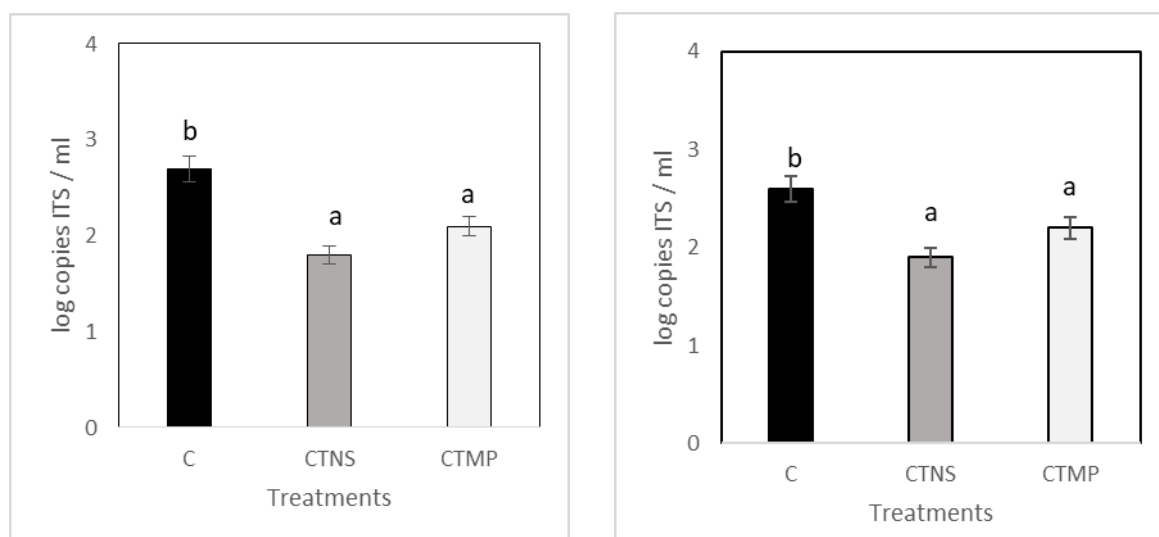 4
3
2
1
0
log copies ITS / ml
b
a
a
C
CTNS
CTMP
Treatments
4
3
2
1
0
log copies ITS / ml
b
a
a
C
CTNS
CTMP
Treatments